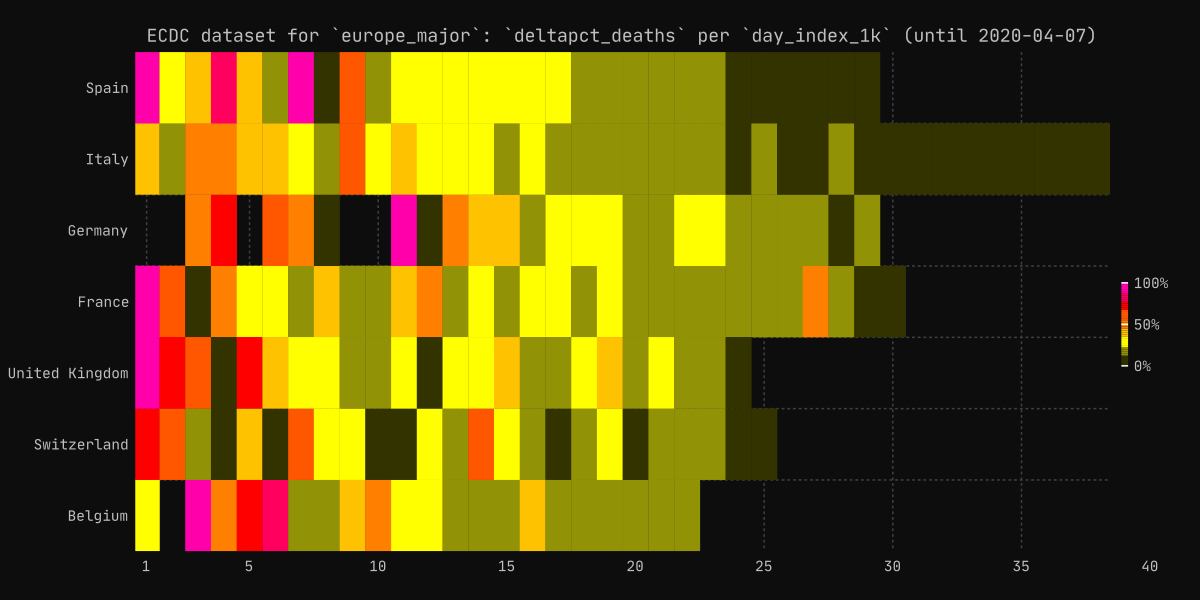 ECDC dataset for `europe_major`: `deltapct_deaths` per `day_index_1k` (until 2020-04-07)
Spain
Italy
Germany
France
United Kingdom
Switzerland
Belgium
100%
50%
0%
1 5 10 15 20 25 30 35 40